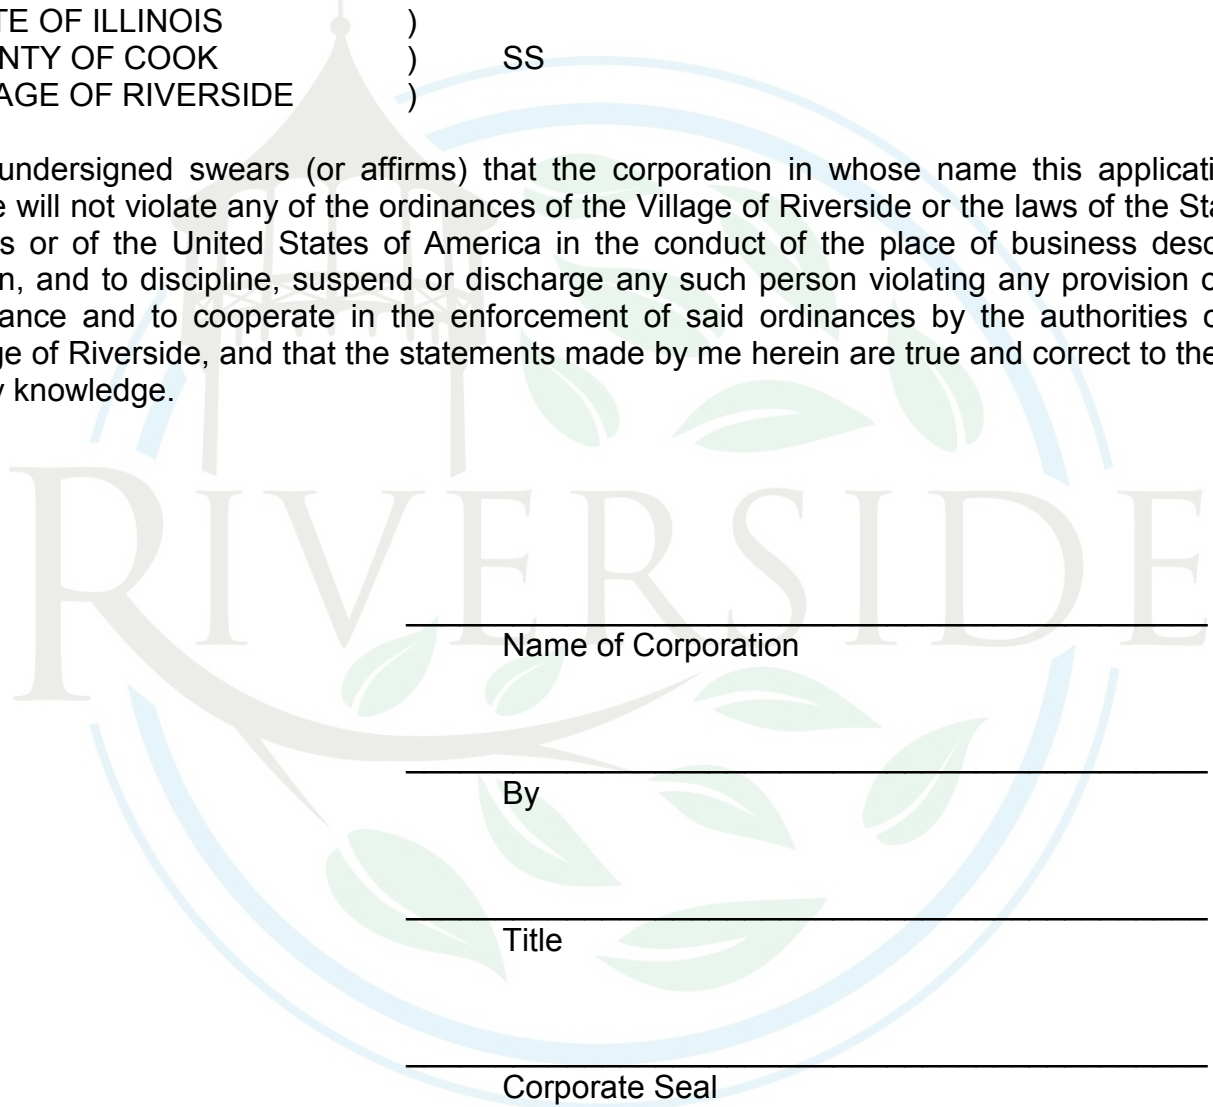 TE OF ILLINOIS )
NTY OF COOK ) SS
AGE OF RIVERSIDE )
undersigned swears (or affirms) that the corporation in whose name this applicati
e will not violate any of the ordinances of the Village of Riverside or the laws of the Sta
s or of the United States of America in the conduct of the place of business desc
n, and to discipline, suspend or discharge any such person violating any provision o
ance and to cooperate in the enforcement of said ordinances by the authorities o
ge of Riverside, and that the statements made by me herein are true and correct to the
y knowledge.
RIVERSIDE
Name of Corporation
By
Title
Corporate Seal